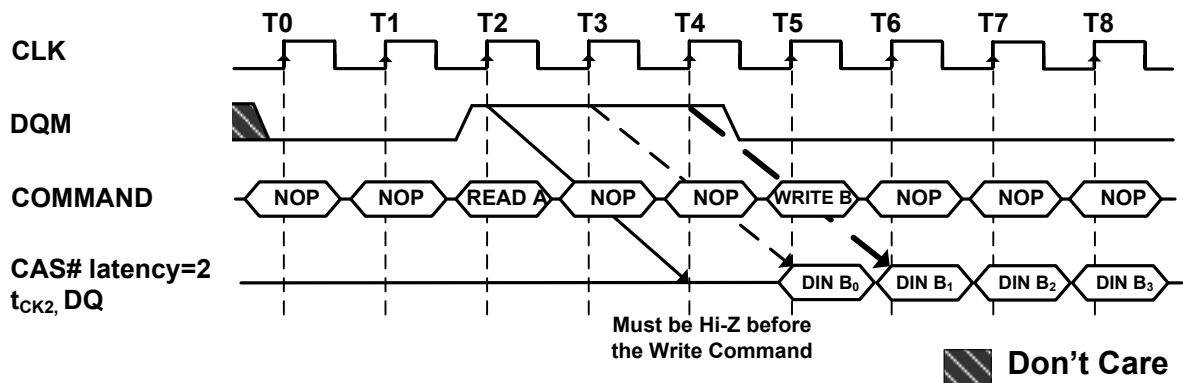 T0 T1 T2 T3 T4 T5 T6 T7 T8
CLK
DQM
COMMAND NOP NOP READ A NOP NOP WRITE B NOP NOP NOP
CAS# latency=2
tCK2, DQ DIN B0 DIN B1 DIN B2 DIN B3
Must be Hi-Z before
the Write Command
Don't Care